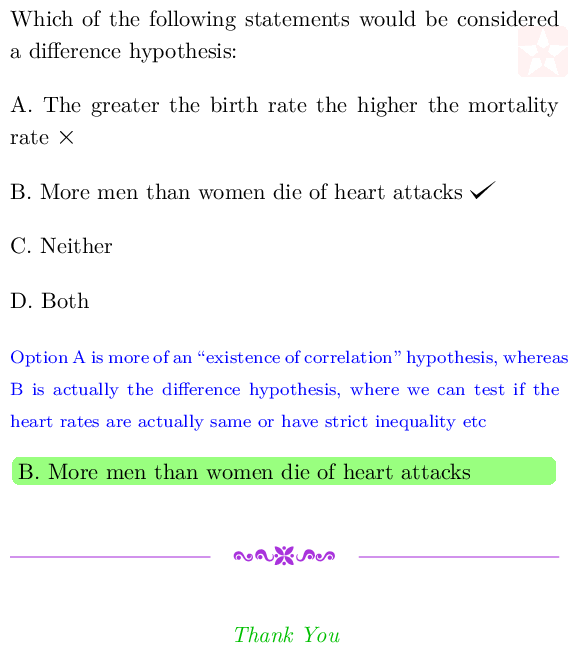 Which of the following statements would be considered
a difference hypothesis:
A. The greater the birth rate the higher the mortality
rate ×
B. More men than women die of heart attacks ✓
C. Neither
D. Both
Option A is more of an “existence of correlation” hypothesis, whereas
B is actually the difference hypothesis, where we can test if the
heart rates are actually same or have strict inequality etc
B. More men than women die of heart attacks
Thank You